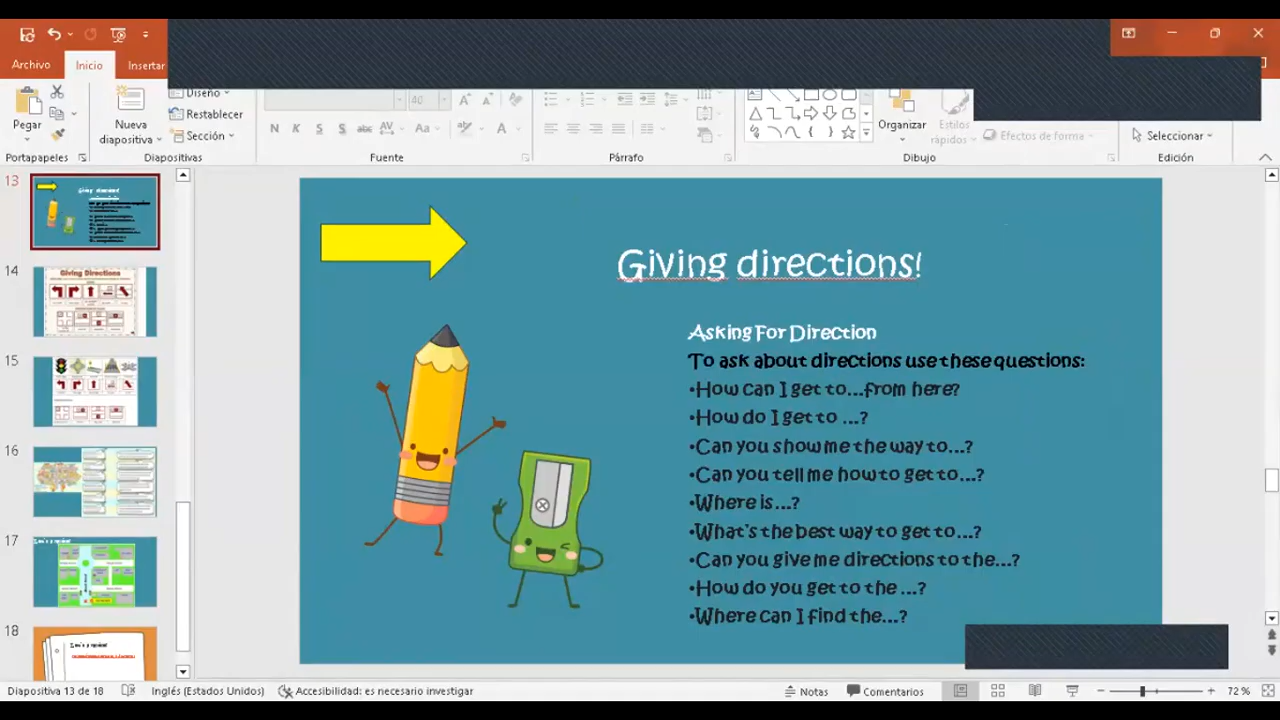 Archivo Inicio Insertar
Diseño
Restablecer
Sección
Pegar
Nueva
diapositiva
40
N K S S abc AV Aa A
Organizar
Estilos
rápidos
Efectos de forma
Seleccionar
Portapapeles Diapositivas Fuente Párrafo Dibujo Edición
13
14
Giving Directions
15
16
17
18
Giving directions!
Asking For Direction
To ask about directions use these questions:
•How can I get to...from here?
•How do I get to ...?
•Can you show me the way to...?
•Can you tell me how to get to...?
•Where is...?
•What's the best way to get to...?
•Can you give me directions to the...?
•How do you get to the ...?
•Where can I find the...?
Diapositiva 13 de 18 Inglés (Estados Unidos) Accesibilidad: es necesario investigar Notas Comentarios 72 %